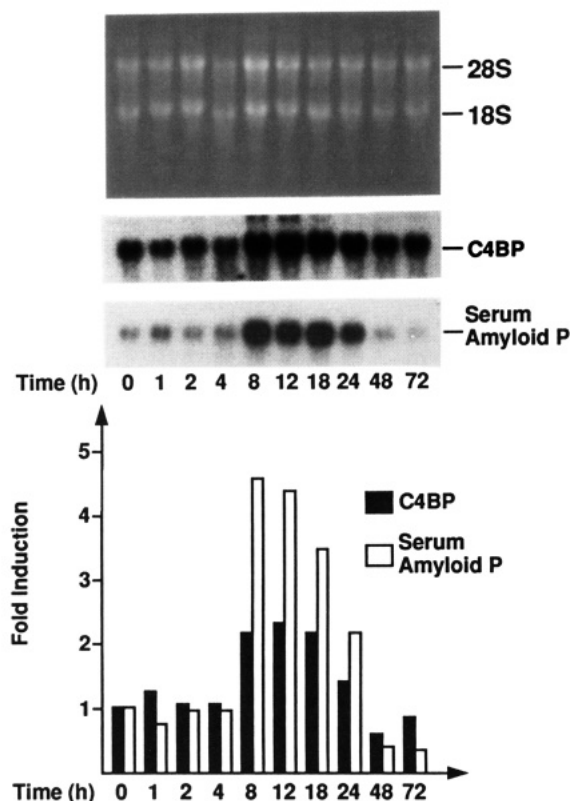 28S
18S
C4BP
Serum
Amyloid P
Time (h) 0 1 2 4 8 12 18 24 48 72
5
4
3
2
1
Fold Induction
C4BP
Serum
Amyloid P
Time (h) 0 1 2 4 8 12 18 24 48 72